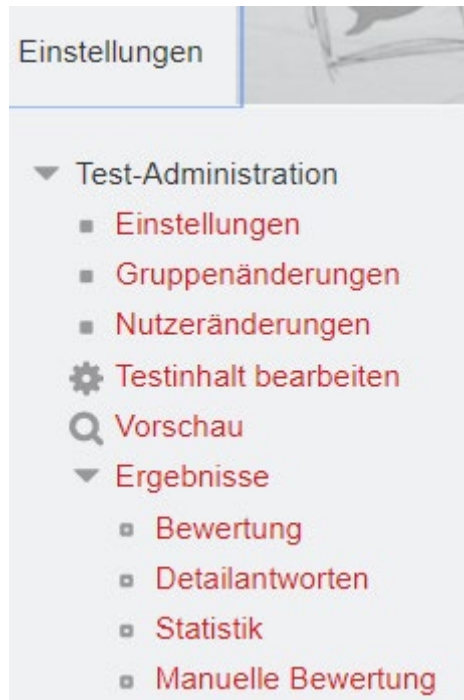 Einstellungen
Test-Administration
Einstellungen
Gruppenänderungen
Nutzeränderungen
Testinhalt bearbeiten
Vorschau
Ergebnisse
Bewertung
Detailantworten
Statistik
Manuelle Bewertung